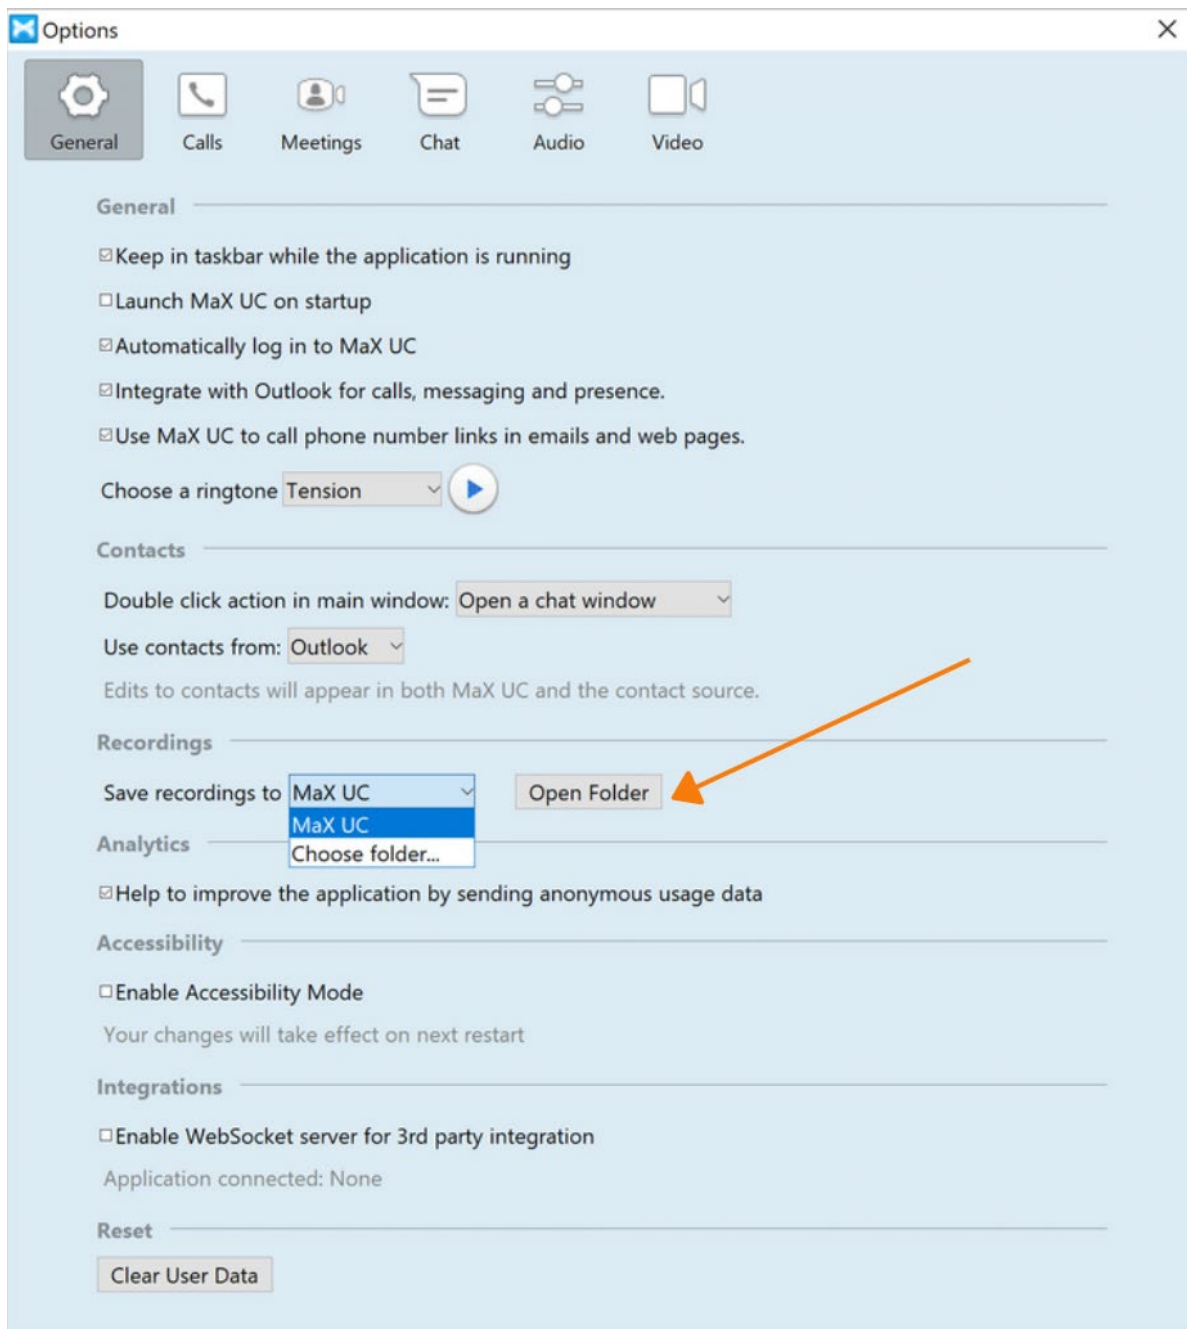 Options
General
Calls
Meetings
Chat
Audio
Video
General
Keep in taskbar while the application is running
Launch MaX UC on startup
Automatically log in to MaX UC
Integrate with Outlook for calls, messaging and presence.
Use MaX UC to call phone number links in emails and web pages.
Choose a ringtone Tension
Contacts
Double click action in main window: Open a chat window
Use contacts from: Outlook
Edits to contacts will appear in both MaX UC and the contact source.
Recordings
Save recordings to MaX UC Open Folder
MaX UC
Choose folder...
Analytics
Help to improve the application by sending anonymous usage data
Accessibility
Enable Accessibility Mode
Your changes will take effect on next restart
Integrations
Enable WebSocket server for 3rd party integration
Application connected: None
Reset
Clear User Data